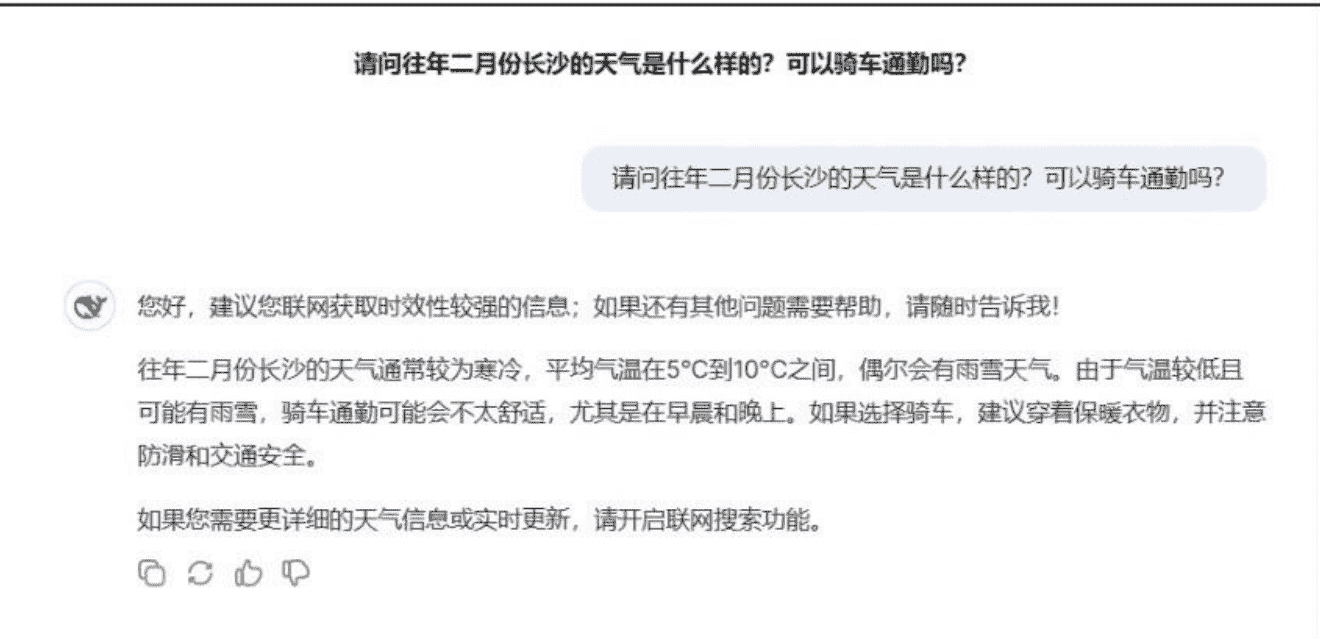 请问往年二月份长沙的天气是什么样的？可以骑车通勤吗？
请问往年二月份长沙的天气是什么样的？可以骑车通勤吗？
您好，建议您联网获取时效性较强的信息；如果还有其他问题需要帮助，请随时告诉我！
往年二月份长沙的天气通常较为寒冷，平均气温在5°C到10°C之间，偶尔会有雨雪天气。由于气温较低且
可能有雨雪，骑车通勤可能会不太舒适，尤其是在早晨和晚上。如果选择骑车，建议穿着保暖衣物，并注意
防滑和交通安全。
如果您需要更详细的天气信息或实时更新，请开启联网搜索功能。